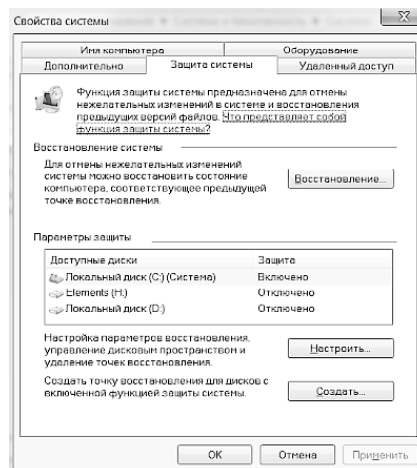 Свойства системы
Имя компьютера
Оборудование
Дополнительно
Защита системы
Удаленный доступ
Функция защиты системы предназначена для отмены
нежелательных изменений в системе и восстановления
предыдущих версий файлов. Что представляет собой
функция защиты системы?
Восстановление системы
Для отмены нежелательных изменений
системы можно восстановить состояние
компьютера, соответствующее предыдущей
точке восстановления.
Восстановление...
Параметры защиты
Доступные диски
Защита
Локальный диск (C:) (Система)
Включено
Elements (H:)
Отключено
Локальный диск (D:)
Отключено
Настройка параметров восстановления,
управление дисковым пространством и
удаление точек восстановления.
Настроить...
Создать точку восстановления для дисков с
включенной функцией защиты системы.
Создать...
ОК
Отмена
Применить